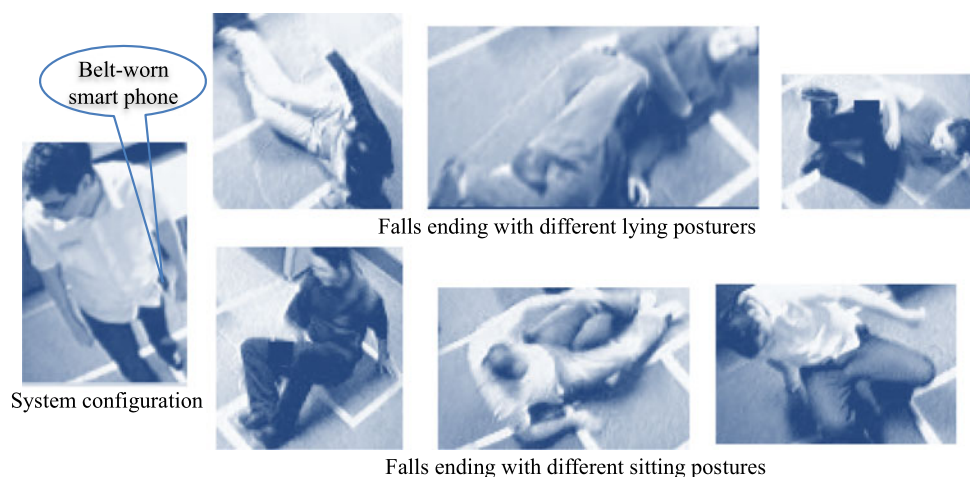 Belt-worn
smart phone
Falls ending with different lying posturers
System configuration
Falls ending with different sitting postures